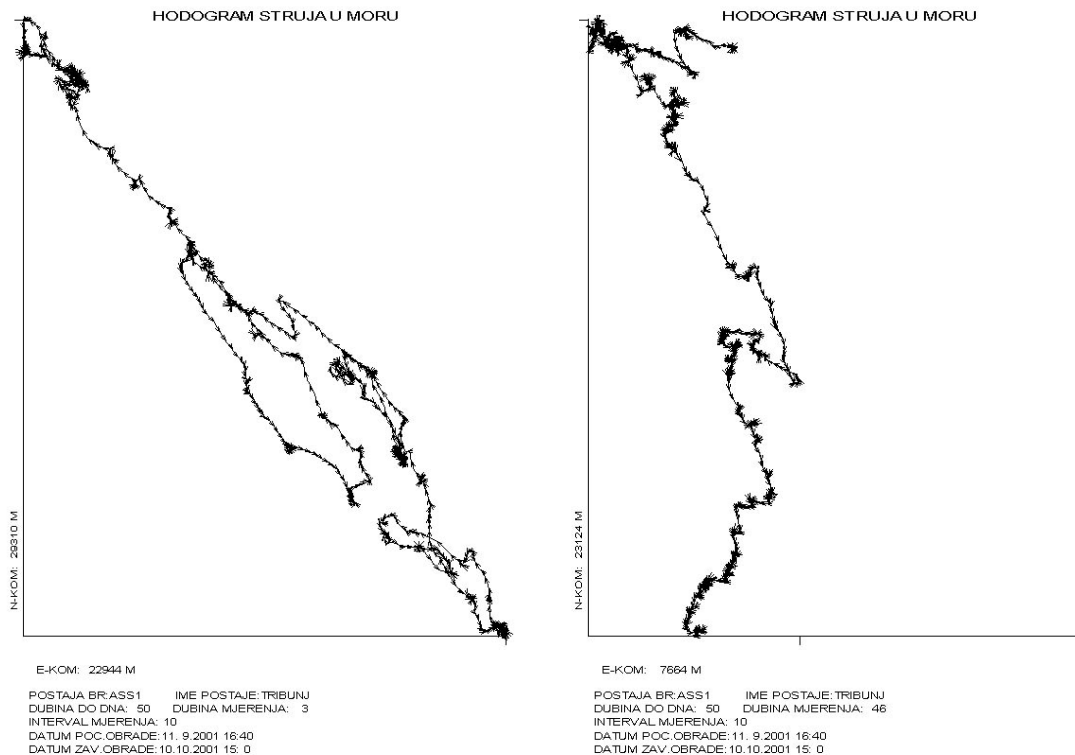 HODOGRAM STRUJA U MORU
N-KOM: 29310 M
E-KOM: 22944 M
POSTAJA BR:ASS1 IME POSTAJE:TRIBUNJ
DUBINA DO DNA: 50 DUBINA MJERENJA: 3
INTERVAL MJERENJA: 10
DATUM POC.OBRADE: 11. 9.2001 16:40
DATUM ZAV.OBRADE: 10.10.2001 15: 0
HODOGRAM STRUJA U MORU
N-KOM: 23124 M
E-KOM: 7664 M
POSTAJA BR:ASS1 IME POSTAJE:TRIBUNJ
DUBINA DO DNA: 50 DUBINA MJERENJA: 46
INTERVAL MJERENJA: 10
DATUM POC.OBRADE: 11. 9.2001 16:40
DATUM ZAV.OBRADE: 10.10.2001 15: 0